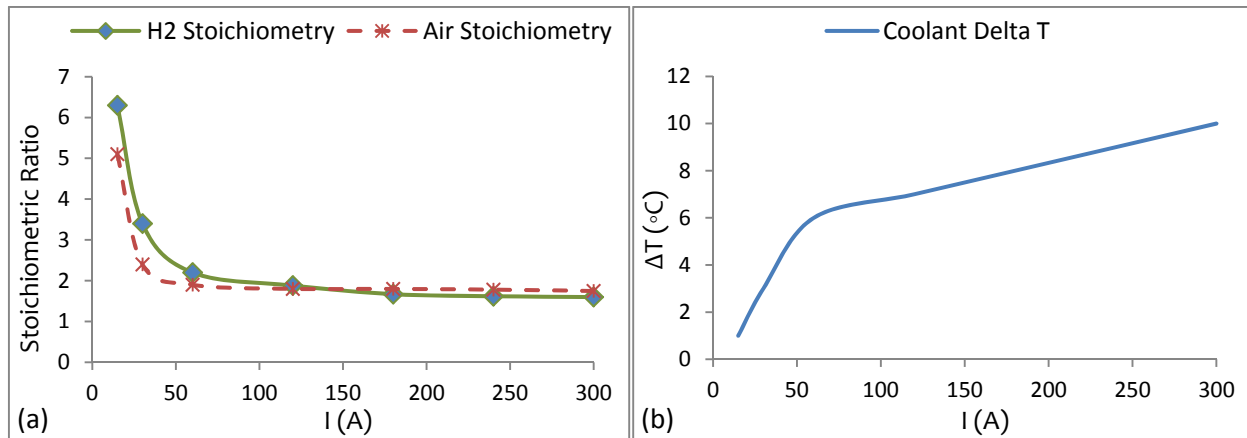 H2 Stoichiometry Air Stoichiometry
7
6
5
4
3
2
1
0
Stoichiometric Ratio
0 50 100 150 200 250 300
I (A)
(a)
Coolant Delta T
12
10
8
6
4
2
0
ΔT (°C)
0 50 100 150 200 250 300
I (A)
(b)